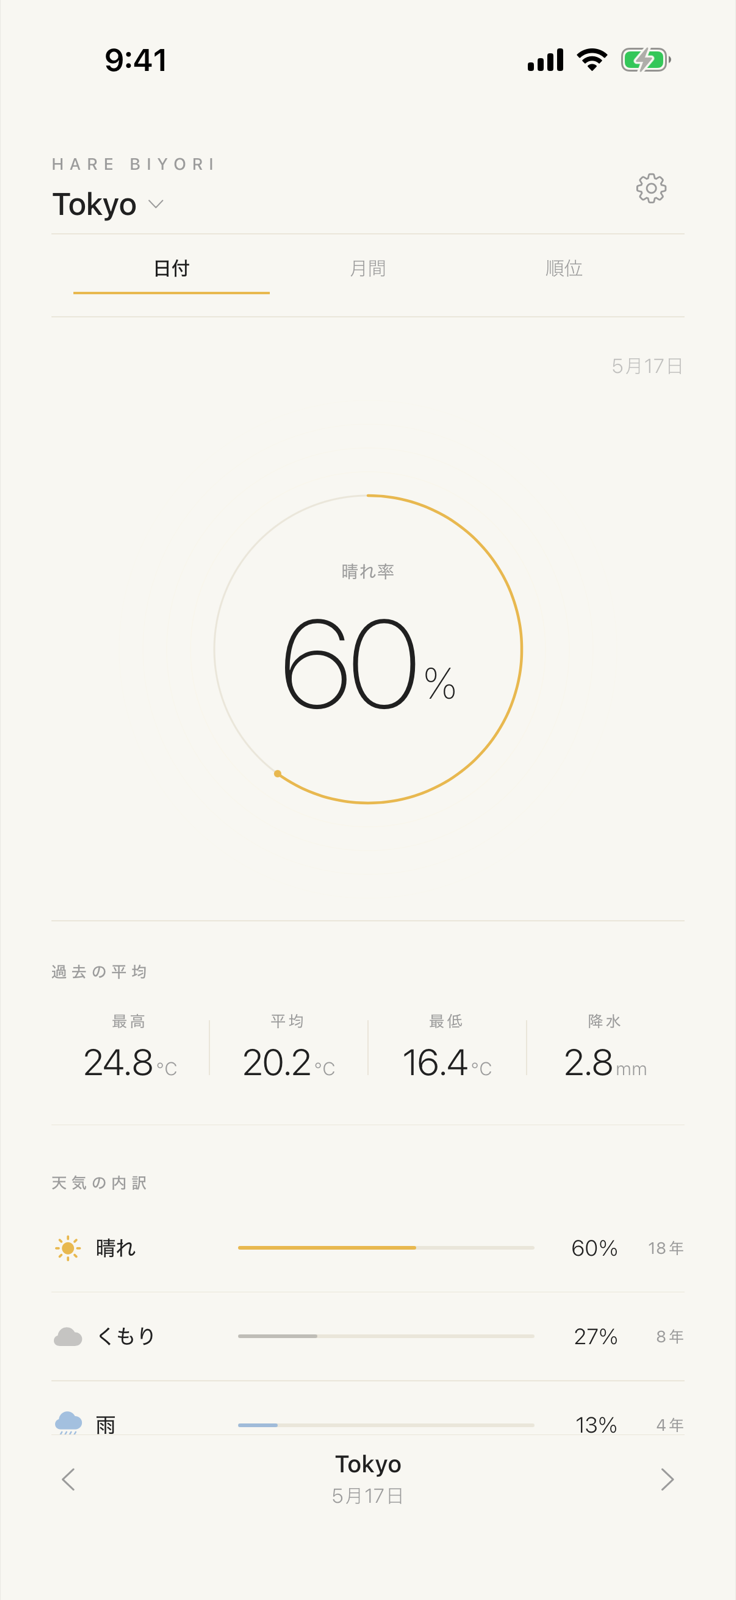 9:41
HARE BIYORI
Tokyo
日付 月間 順位
5月17日
晴れ率
60%
過去の平均
最高 平均 最低 降水
24.8°C 20.2°C 16.4°C 2.8mm
天気の内訳
晴れ 60% 18年
くもり 27% 8年
雨 13% 4年
Tokyo
5月17日